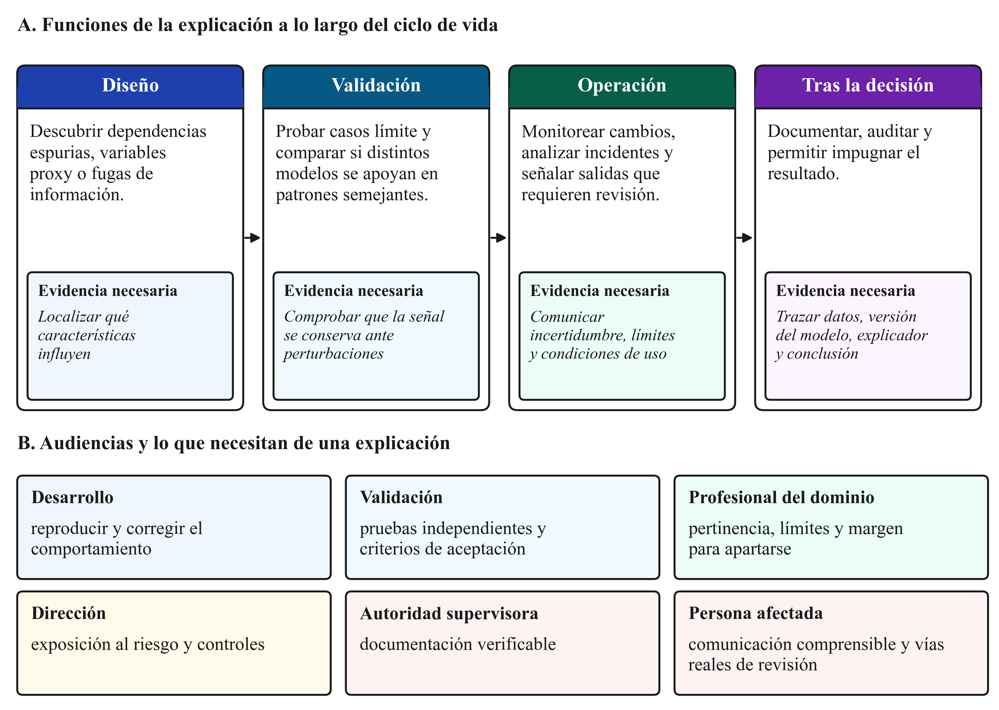 A. Funciones de la explicación a lo largo del ciclo de vida
Diseño
Descubrir dependencias
espurias, variables
proxy o fugas de
información.
Evidencia necesaria
Localizar qué
características
influyen
Validación
Probar casos límite y
comparar si distintos
modelos se apoyan en
patrones semejantes.
Evidencia necesaria
Comprobar que la señal
se conserva ante
perturbaciones
Operación
Monitorear cambios,
analizar incidentes y
señalar salidas que
requieren revisión.
Evidencia necesaria
Comunicar
incertidumbre, límites
y condiciones de uso
Tras la decisión
Documentar, auditar y
permitir impugnar el
resultado.
Evidencia necesaria
Trazar datos, versión
del modelo, explicador
y conclusión
B. Audiencias y lo que necesitan de una explicación
Desarrollo
reproducir y corregir el
comportamiento
Validación
pruebas independientes y
criterios de aceptación
Profesional del dominio
pertinencia, límites y margen
para apartarse
Dirección
exposición al riesgo y controles
Autoridad supervisora
documentación verificable
Persona afectada
comunicación comprensible y vías
reales de revisión